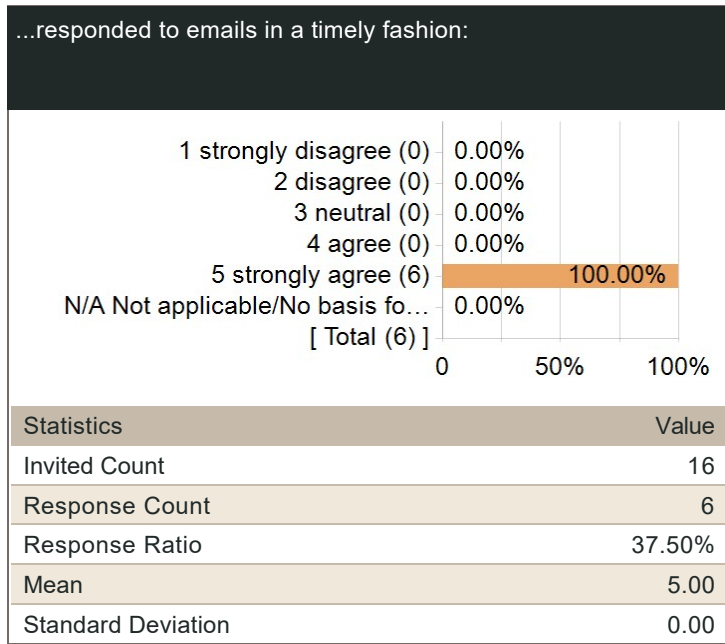 ...responded to emails in a timely fashion:
1 strongly disagree (0) 0.00%
2 disagree (0) 0.00%
3 neutral (0) 0.00%
4 agree (0) 0.00%
5 strongly agree (6) 100.00%
N/A Not applicable/No basis fo... 0.00%
[ Total (6) ]
0 50% 100%
Statistics Value
Invited Count 16
Response Count 6
Response Ratio 37.50%
Mean 5.00
Standard Deviation 0.00